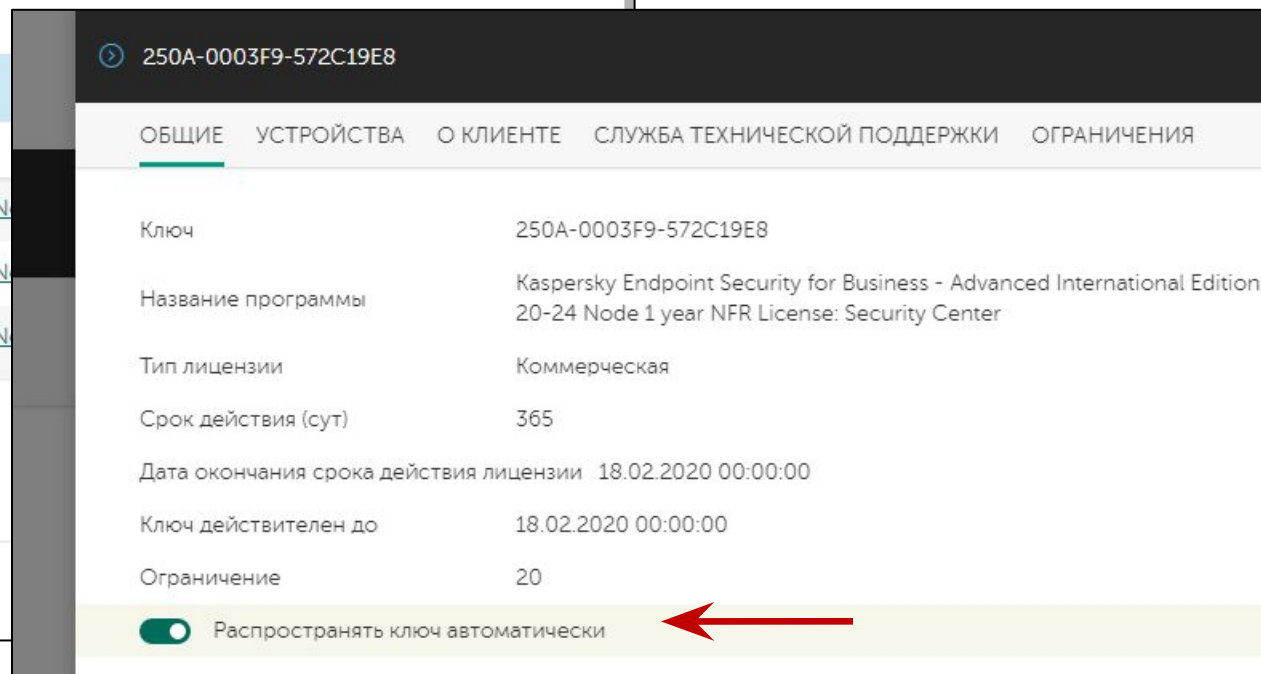 250A-0003F9-572C19E8
ОБЩИЕ УСТРОЙСТВА О КЛИЕНТЕ СЛУЖБА ТЕХНИЧЕСКОЙ ПОДДЕРЖКИ ОГРАНИЧЕНИЯ
Ключ 250A-0003F9-572C19E8
Название программы Kaspersky Endpoint Security for Business - Advanced International Edition
20-24 Node 1 year NFR License: Security Center
Тип лицензии Коммерческая
Срок действия (сут) 365
Дата окончания срока действия лицензии 18.02.2020 00:00:00
Ключ действителен до 18.02.2020 00:00:00
Ограничение 20
Распространять ключ автоматически